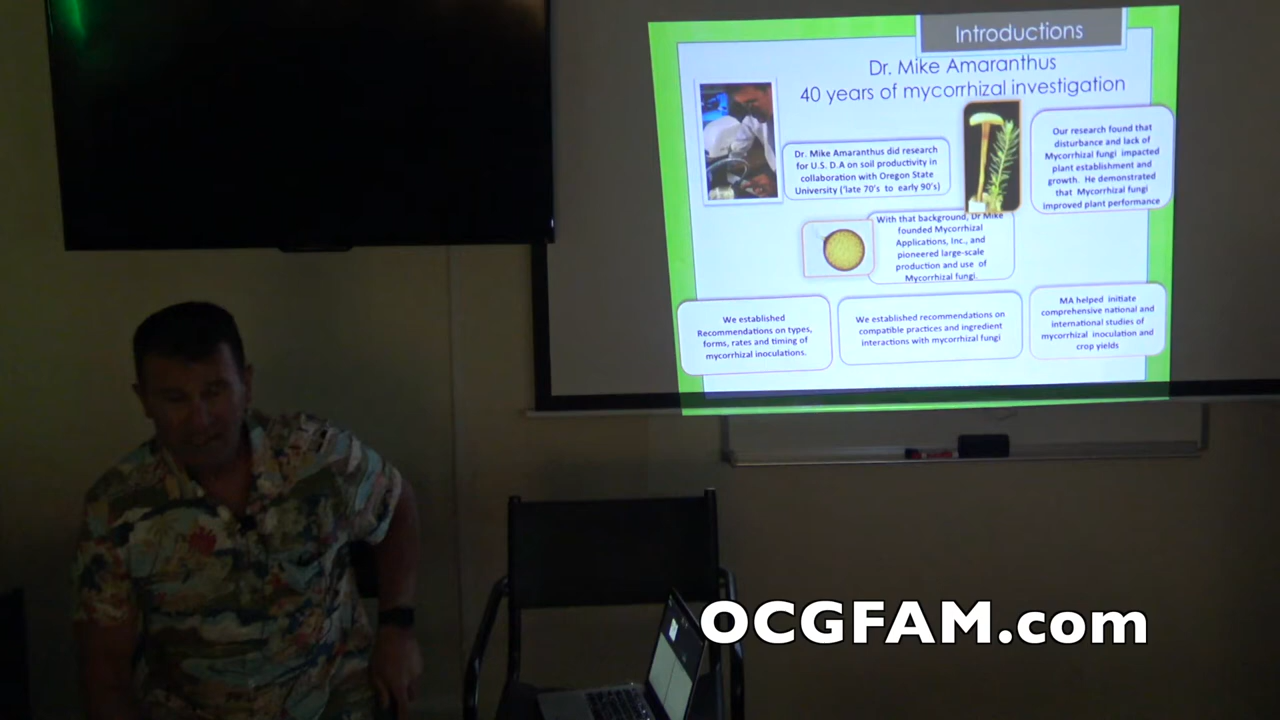 Introductions
Dr. Mike Amaranthus
40 years of mycorrhizal investigation
Dr. Mike Amaranthus did research
for U.S. D.A on soil productivity in
collaboration with Oregon State
University ('late 70's to early 90's)
Our research found that
disturbance and lack of
Mycorrhizal fungi impacted
plant establishment and
growth. He demonstrated
that Mycorrhizal fungi
improved plant performance
With that background, Dr Mike
founded Mycorrhizal
Applications, Inc., and
pioneered large-scale
production and use of
Mycorrhizal fungi.
We established
Recommendations on types,
forms, rates and timing of
mycorrhizal inoculations.
We established recommendations on
compatible practices and ingredient
interactions with mycorrhizal fungi
MA helped initiate
comprehensive national and
international studies of
mycorrhizal inoculation and
crop yields
OCGFAM.com